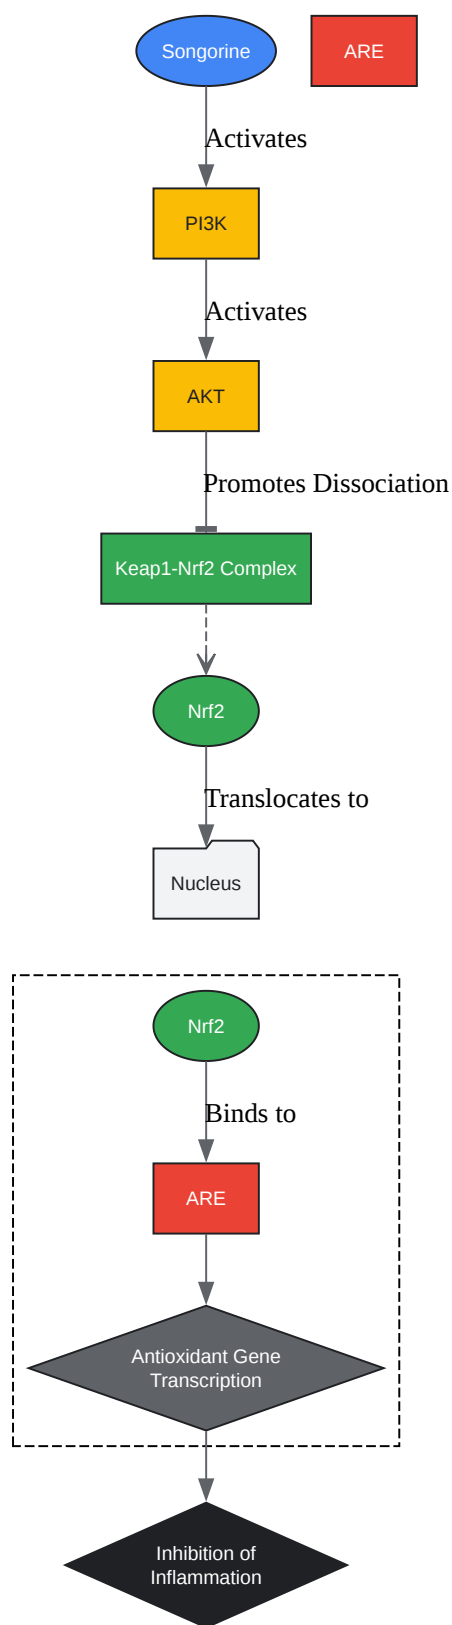 Songorine
ARE
Activates
PI3K
Activates
AKT
Promotes Dissociation
Keap1-Nrf2 Complex
Nrf2
Translocates to
Nucleus
Nrf2
Binds to
ARE
Antioxidant Gene
Transcription
Inhibition of
Inflammation